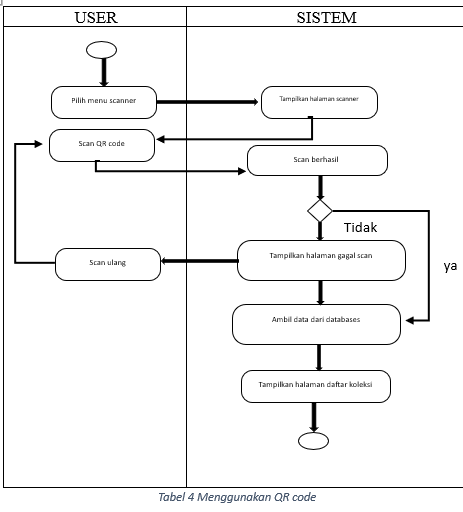 USER
SISTEM
Pilih menu scanner
Tampilkan halaman scanner
Scan QR code
Scan berhasil
Tidak
Tampilkan halaman gagal scan
Scan ulang
ya
Ambil data dari databases
Tampilkan halaman daftar koleksi
Tabel 4 Menggunakan QR code